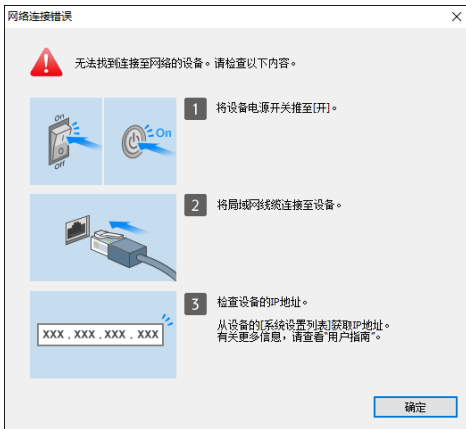 网络连接错误
无法找到连接至网络的设备。请检查以下内容。
On
Off
On
1 将设备电源开关推至[开]。
2 将局域网线缆连接至设备。
3 检查设备的IP地址。
从设备的[系统设置列表]获取IP地址。
有关更多信息，请查看"用户指南"。
XXX . XXX . XXX . XXX
确定